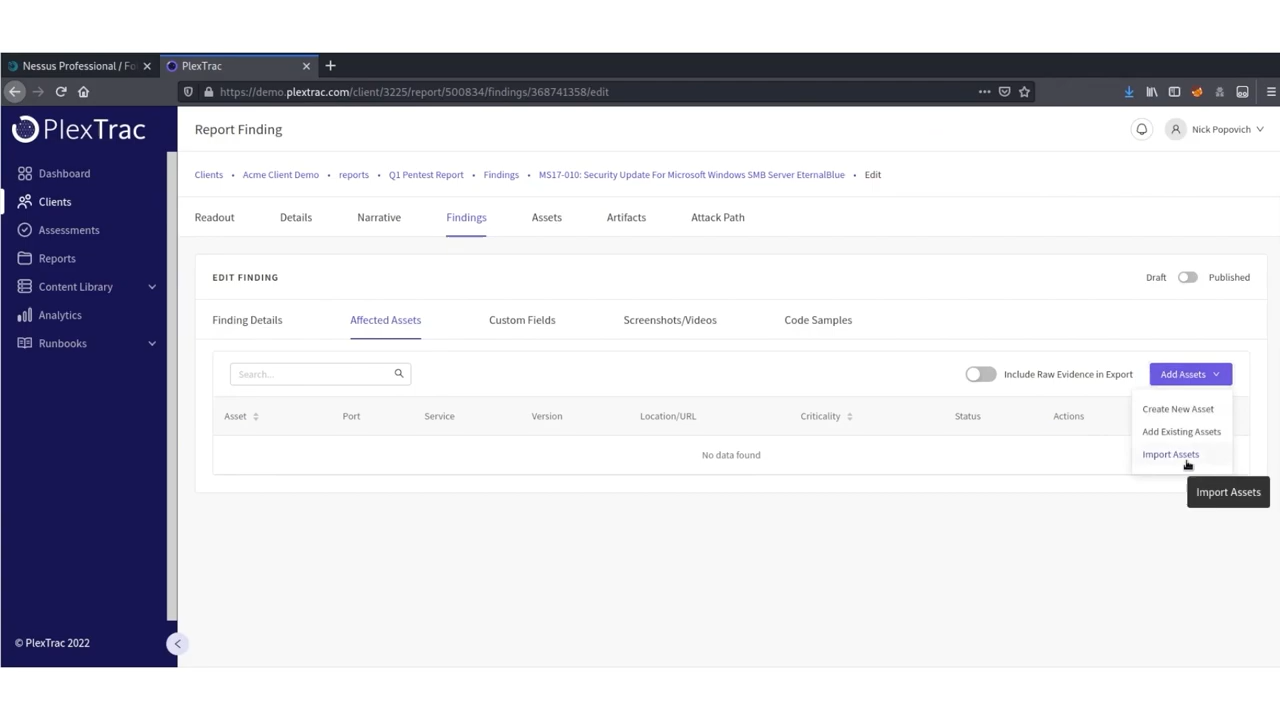 Nessus Professional / Fo
PlexTrac
https://demo.plextrac.com/client/3225/report/500834/findings/368741358/edit
PlexTrac
Report Finding
Nick Popovich
Dashboard
Clients
Assessments
Reports
Content Library
Analytics
Runbooks
© PlexTrac 2022
Clients • Acme Client Demo • reports • Q1 Pentest Report • Findings • MS17-010: Security Update For Microsoft Windows SMB Server EternalBlue • Edit
Readout Details Narrative Findings Assets Artifacts Attack Path
EDIT FINDING
Draft Published
Finding Details Affected Assets Custom Fields Screenshots/Videos Code Samples
Search...
Include Raw Evidence in Export
Add Assets
Asset Port Service Version Location/URL Criticality Status Actions
No data found
Create New Asset
Add Existing Assets
Import Assets
Import Assets